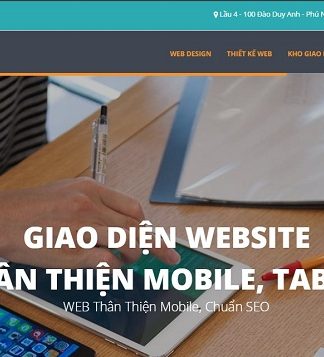 Lầu 4 - 100 Đào Duy Anh - Phú N
WEB DESIGN THIẾT KẾ WEB KHO GIAO
GIAO DIỆN WEBSITE
ÂN THIỆN MOBILE, TAB
WEB Thân Thiện Mobile, Chuẩn SEO